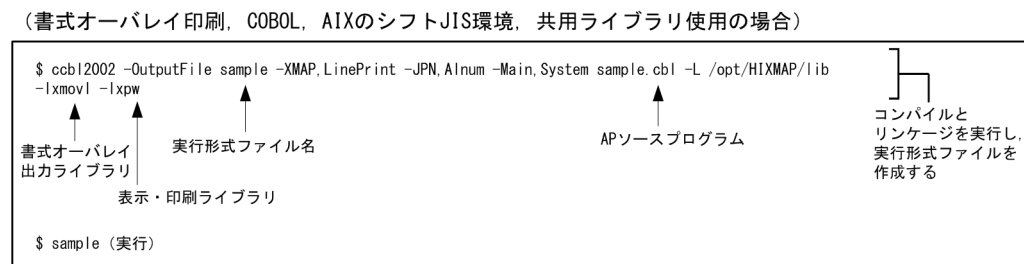 （書式オーバレイ印刷，COBOL，AIXのシフトJIS環境，共用ライブラリ使用の場合）
$ ccbl2002 -OutputFile sample -XMAP,LinePrint -JPN,Alnum -Main,System sample.cbl -L /opt/HIXMAP/lib
-lxmovl -lxpw
書式オーバレイ
出力ライブラリ
表示・印刷ライブラリ
実行形式ファイル名
APソースプログラム
コンパイルと
リンケージを実行し，
実行形式ファイルを
作成する
$ sample（実行）